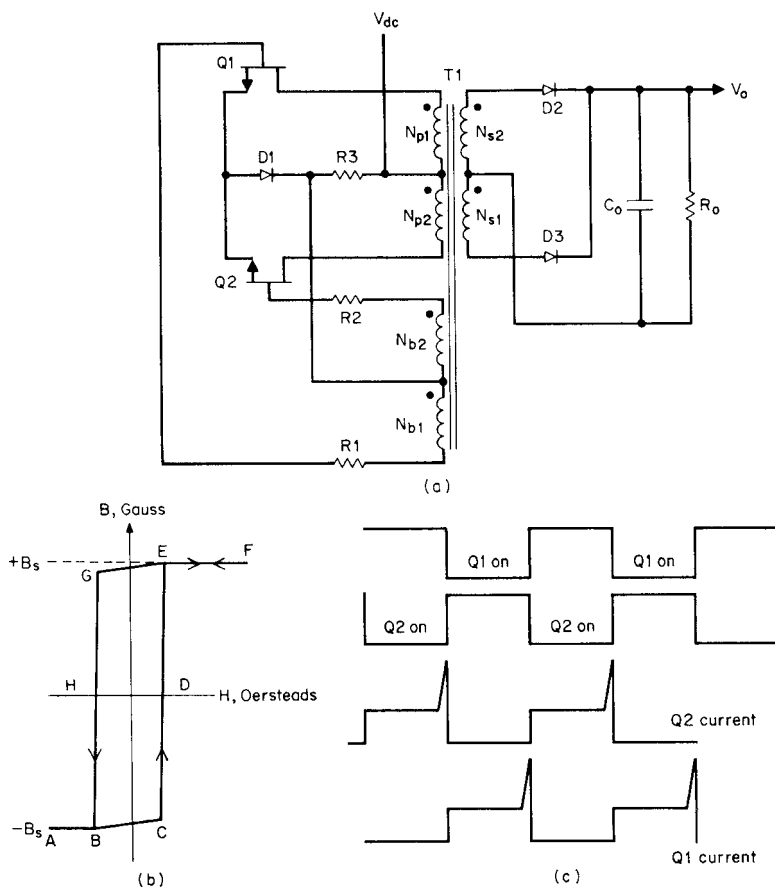 V_dc
Q1
T1
D2
V_o
N_p1
N_s2
D1
R3
N_p2
N_s1
C_o
R_o
D3
Q2
R2
N_b2
N_b1
R1
(a)
B, Gauss
+B_s
E
F
G
H
D
H, Oersteads
−B_s
A
B
C
(b)
Q1 on
Q1 on
Q2 on
Q2 on
Q2 current
Q1 current
(c)